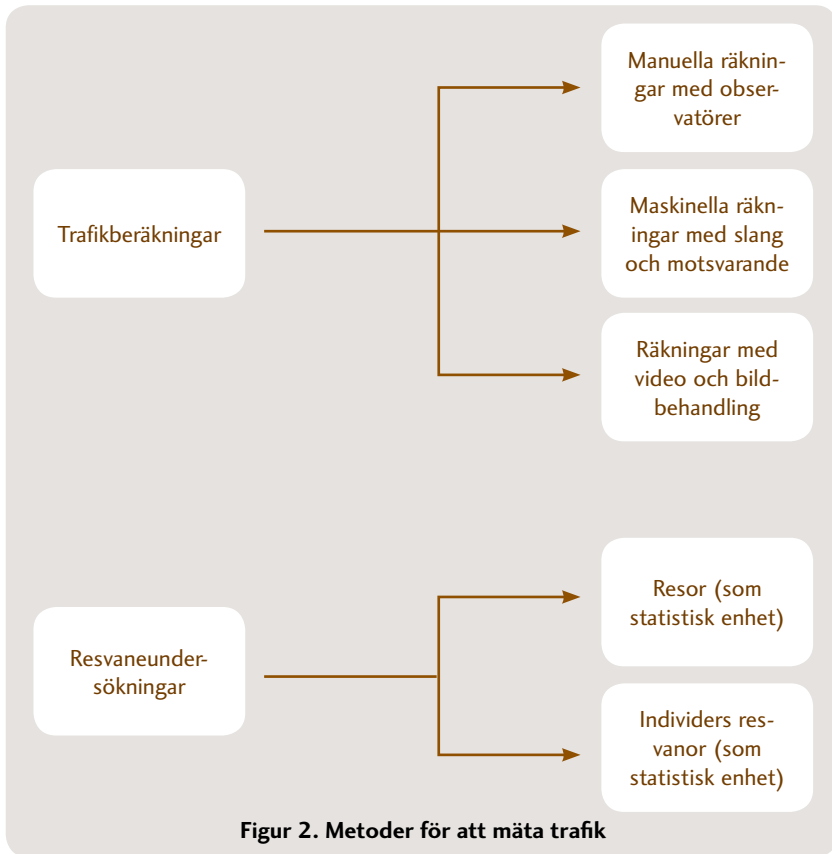 Manuella räknin-
gar med obser-
vatörer
Trafikberäkningar
Maskinella räkn-
ingar med slang
och motsvarande
Räkningar med
video och bild-
behandling
Resor (som
statistisk enhet)
Resvaneunder-
sökningar
Individers res-
vanor (som
statistisk enhet)
Figur 2. Metoder för att mäta trafik